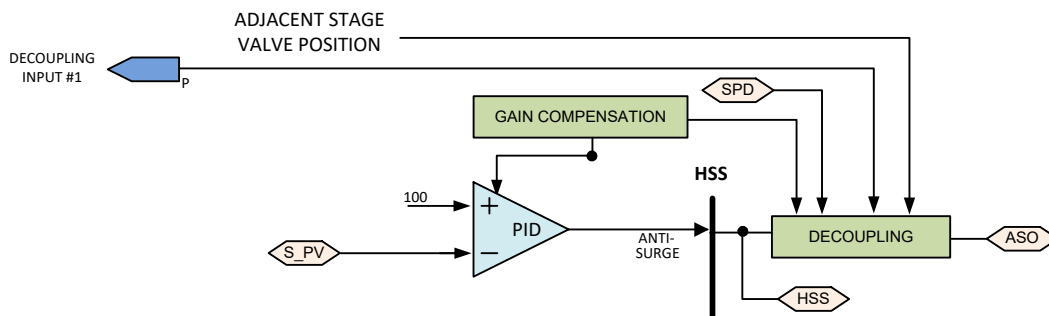 ADJACENT STAGE
VALVE POSITION
DECOUPLING
INPUT #1
P
SPD
GAIN COMPENSATION
HSS
100
+
PID
−
S_PV
ANTI-
SURGE
DECOUPLING
ASO
HSS